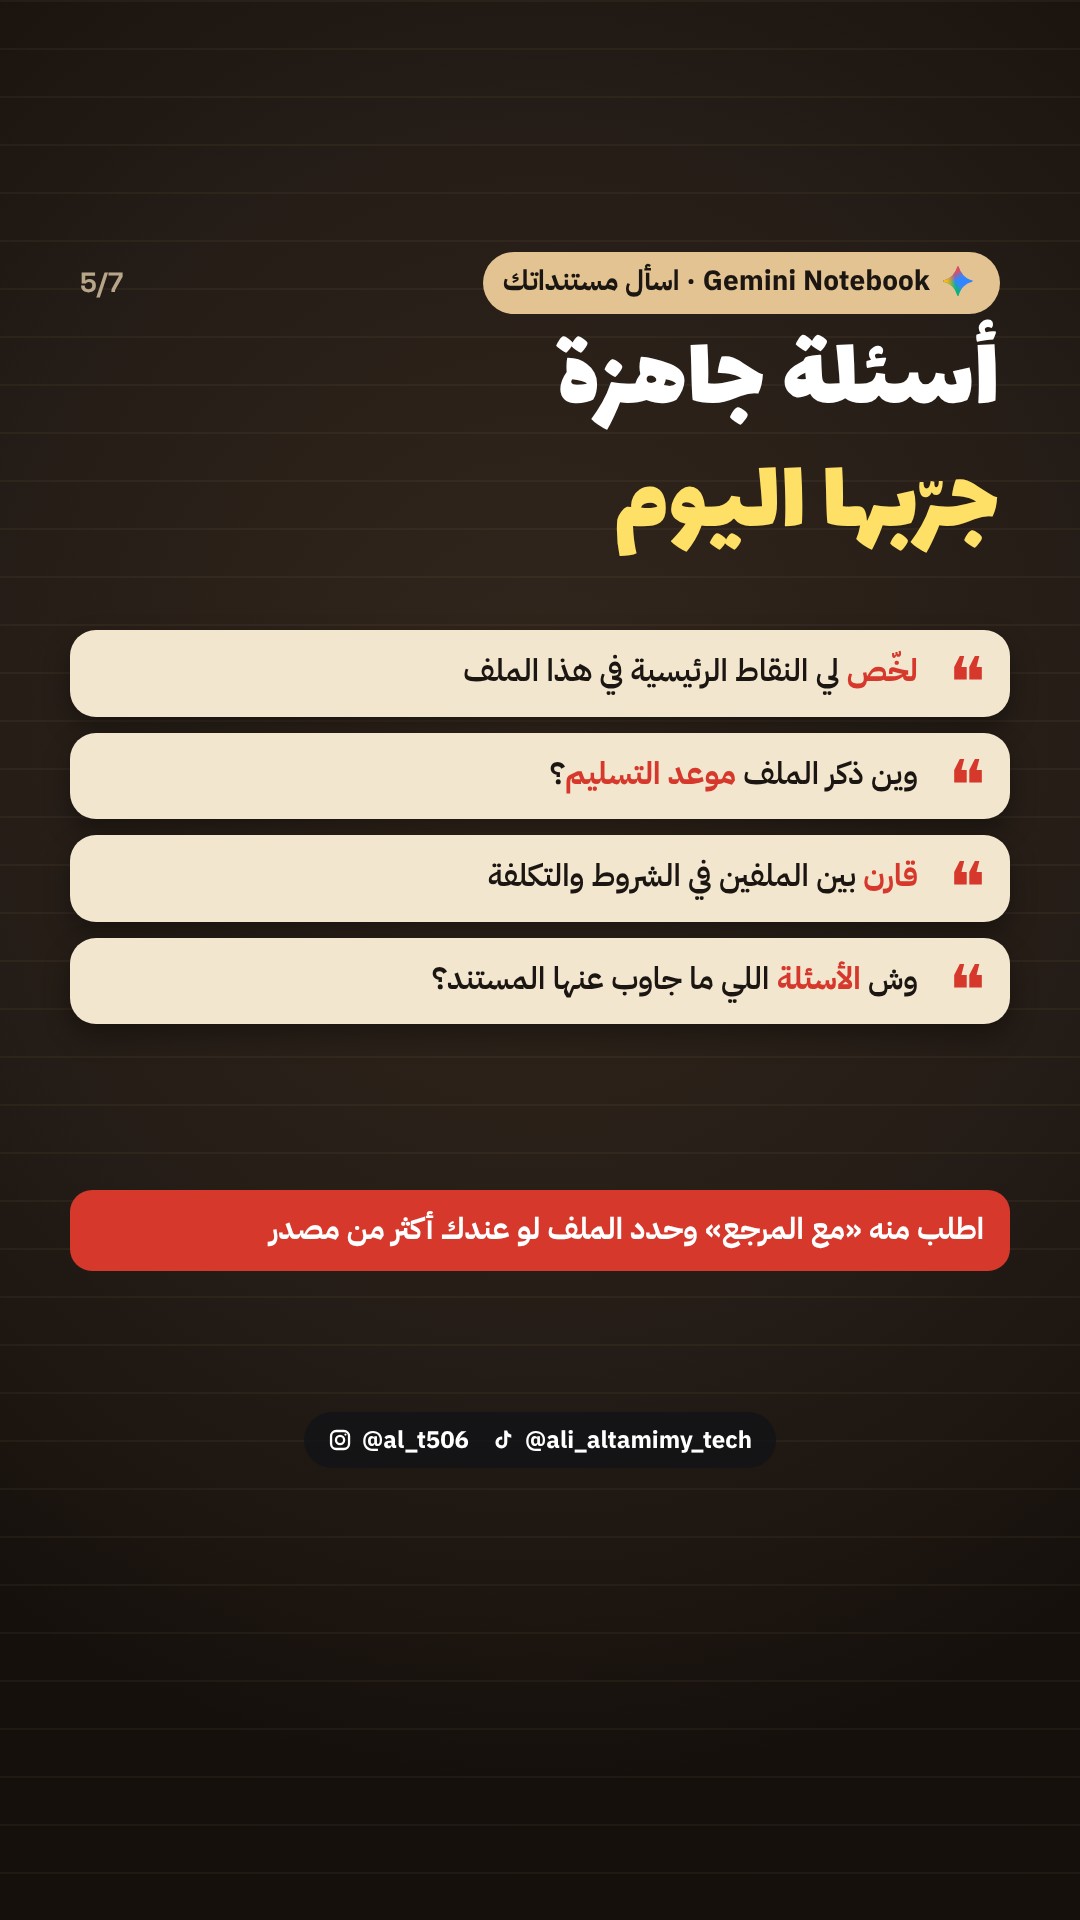 Gemini Notebook · اسأل مستنداتك
5/7
أسئلة جاهزة
جرّبها اليوم
❝ لخّص لي النقاط الرئيسية في هذا الملف
❝ وين ذكر الملف موعد التسليم؟
❝ قارن بين الملفين في الشروط والتكلفة
❝ وش الأسئلة اللي ما جاوب عنها المستند؟
اطلب منه «مع المرجع» وحدد الملف لو عندك أكثر من مصدر
@al_t506 @ali_altamimy_tech